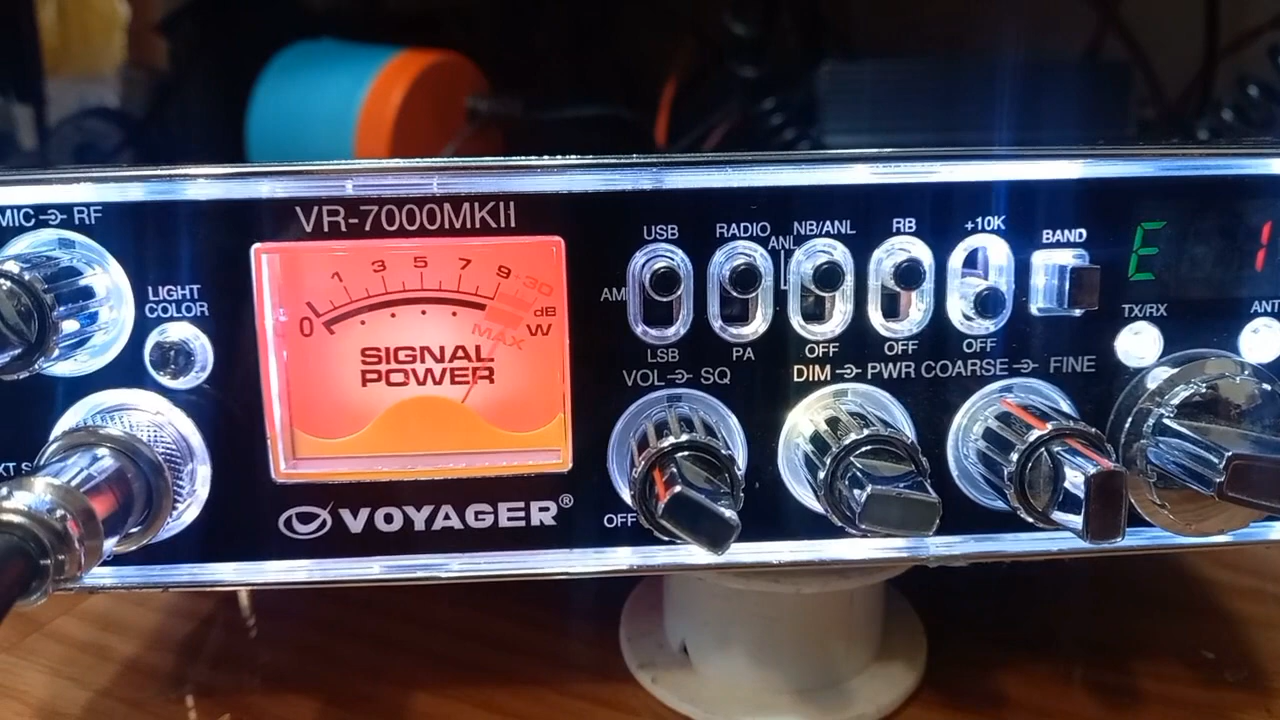 MIC RF
VR-7000MKII
LIGHT
COLOR
0 1 3 5 7 9 +30
dB
W
MAX
SIGNAL
POWER
VOYAGER®
USB
AM
LSB
RADIO
PA
ANL
NB/ANL
OFF
RB
OFF
+10K
OFF
BAND
E 1
TX/RX
ANT
VOL SQ
OFF
DIM PWR
COARSE FINE